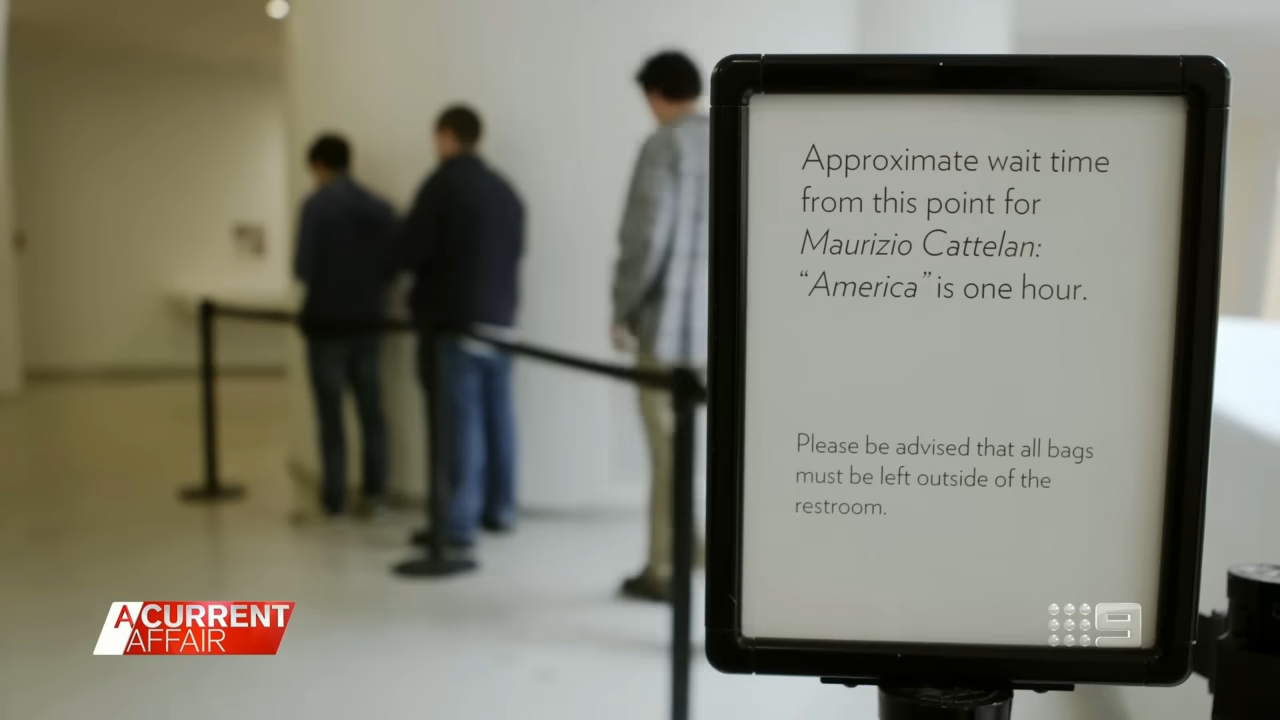 Approximate wait time
from this point for
Maurizio Cattelan:
“America” is one hour.
Please be advised that all bags
must be left outside of the
restroom.
A CURRENT
AFFAIR
9